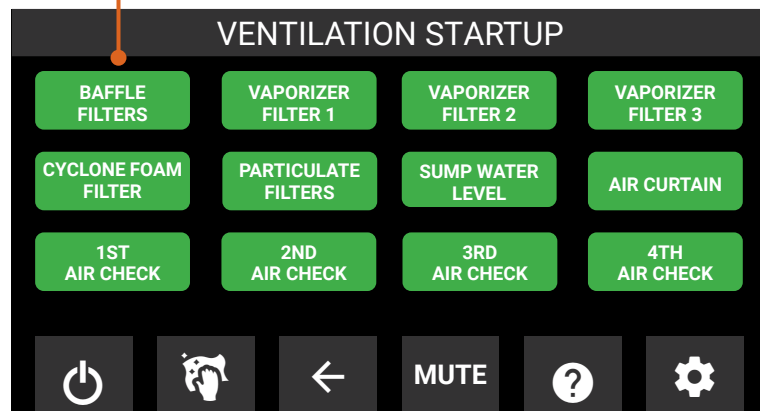 VENTILATION STARTUP
BAFFLE
FILTERS
VAPORIZER
FILTER 1
VAPORIZER
FILTER 2
VAPORIZER
FILTER 3
CYCLONE FOAM
FILTER
PARTICULATE
FILTERS
SUMP WATER
LEVEL
AIR CURTAIN
1ST
AIR CHECK
2ND
AIR CHECK
3RD
AIR CHECK
4TH
AIR CHECK
MUTE
?